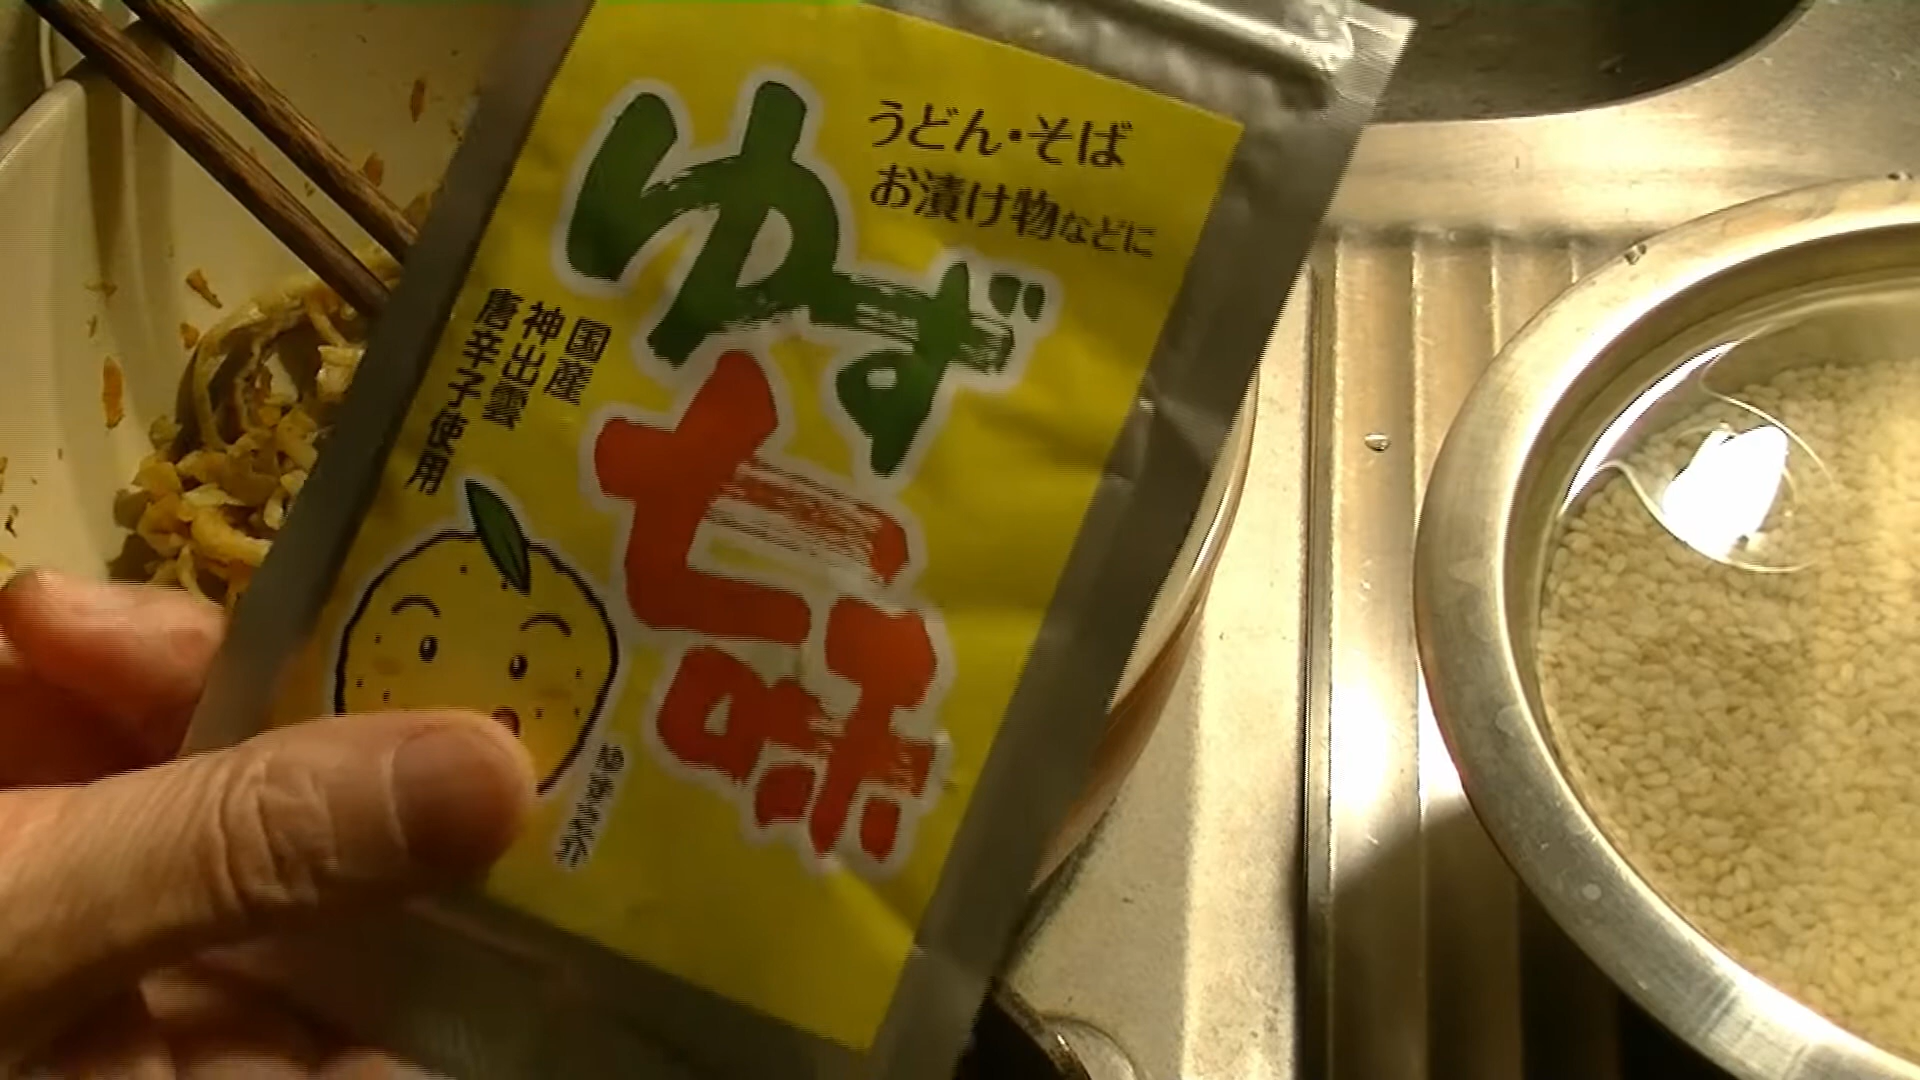 うどん・そば
お漬け物などに
ゆず
七味
国産
神出雲
唐辛子使用